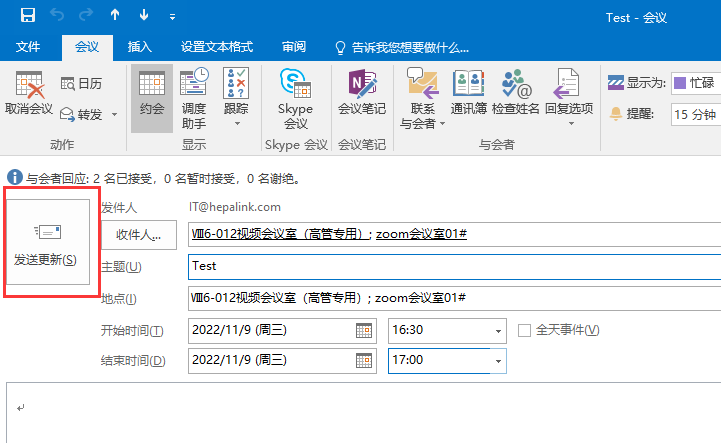 Test - 会议
文件 会议 插入 设置文本格式 审阅 告诉我您想要做什么...
取消会议 日历 转发 约会 调度助手 跟踪 Skype 会议 会议笔记 联系与会者 通讯簿 检查姓名 回复选项 显示为: 忙碌 提醒: 15 分钟
动作 显示 Skype 会议 会议笔记 与会者
与会者回应: 2 名已接受，0 名暂时接受，0 名谢绝。
发送更新(S)
发件人 IT@hepalink.com
收件人... Ⅷ6-012视频会议室（高管专用）; zoom会议室01#
主题(U) Test
地点(I) Ⅷ6-012视频会议室（高管专用）; zoom会议室01#
开始时间(T) 2022/11/9 (周三) 16:30 全天事件(V)
结束时间(D) 2022/11/9 (周三) 17:00